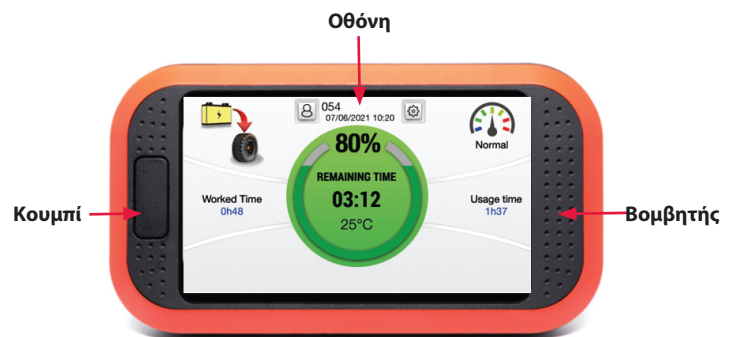 Οθόνη
054
07/06/2021 10:20
80%
Normal
REMAINING TIME
03:12
25°C
Worked Time
0h48
Usage time
1h37
Κουμπί
Βομβητής